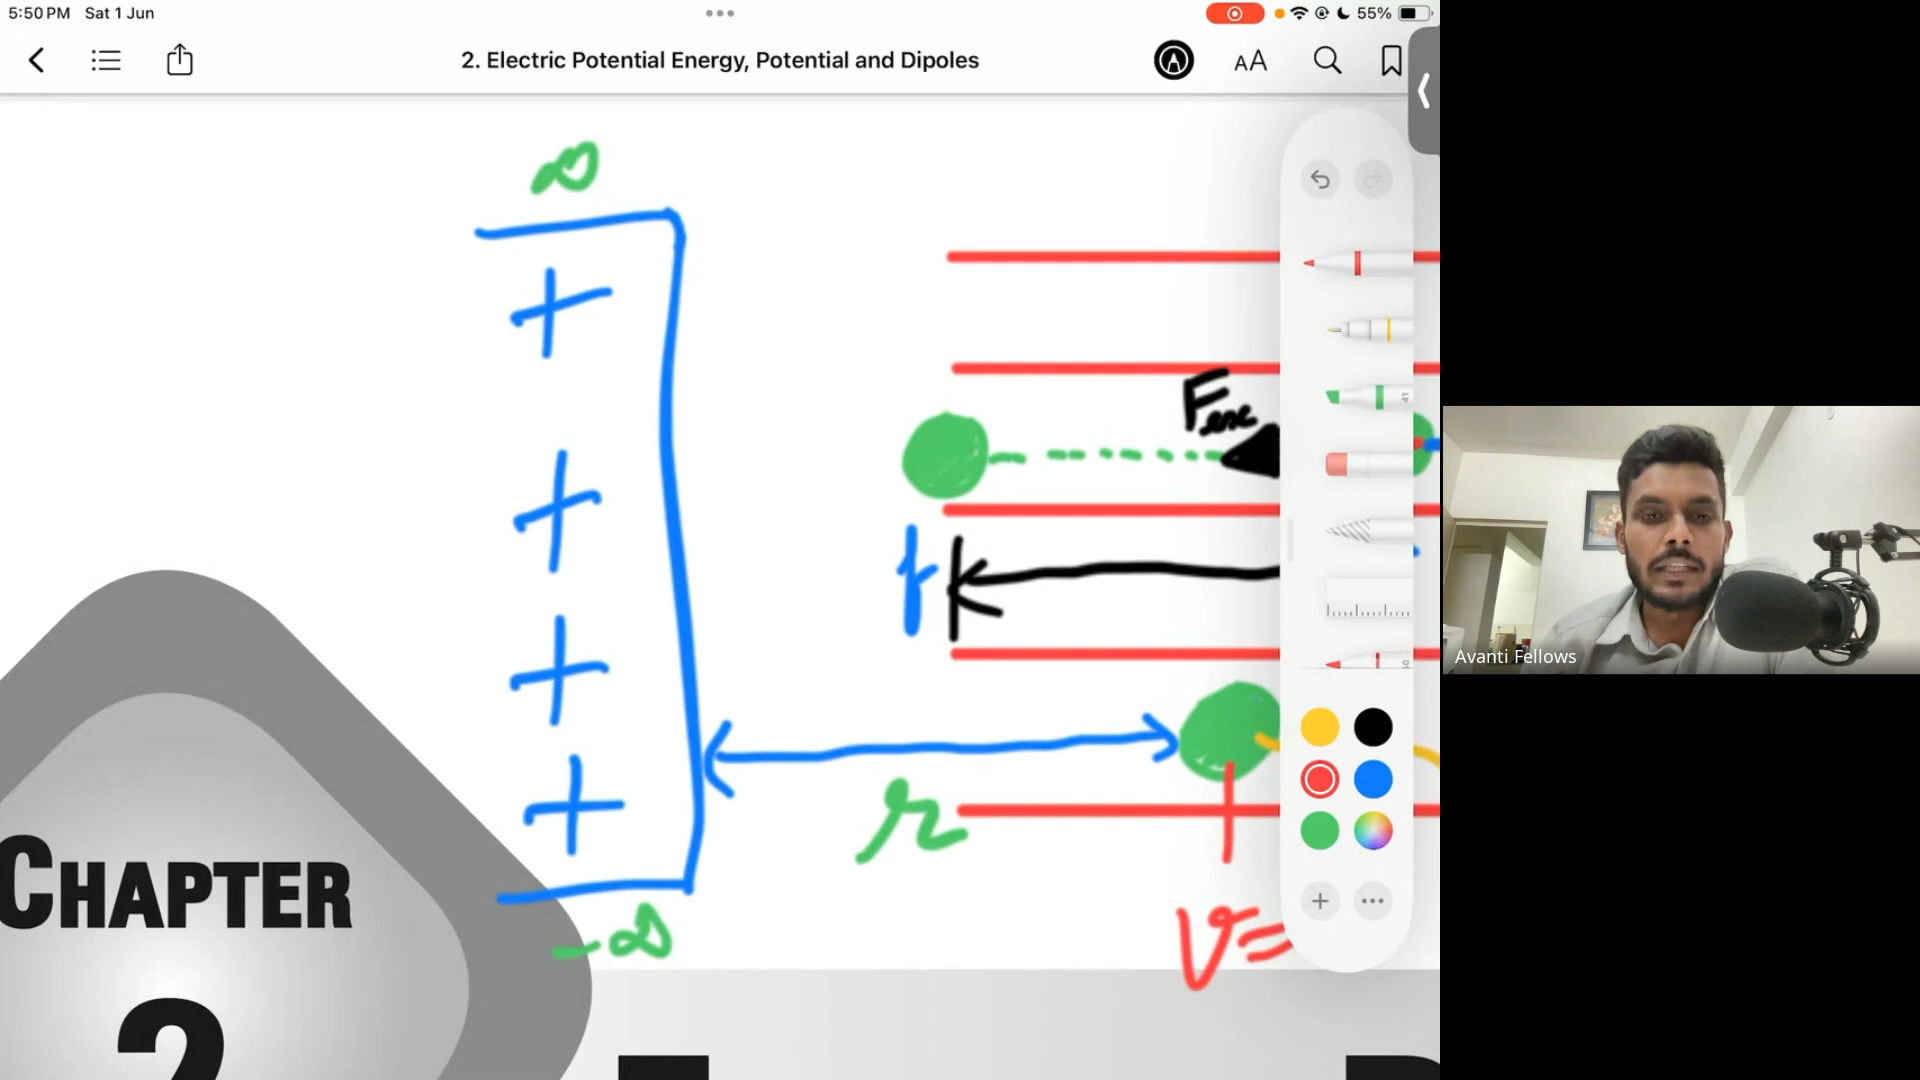 5:50 PM Sat 1 Jun
55%
2. Electric Potential Energy, Potential and Dipoles
AA
∞
+
+
+
+
-∞
f
r
V=
CHAPTER
2
Avanti Fellows